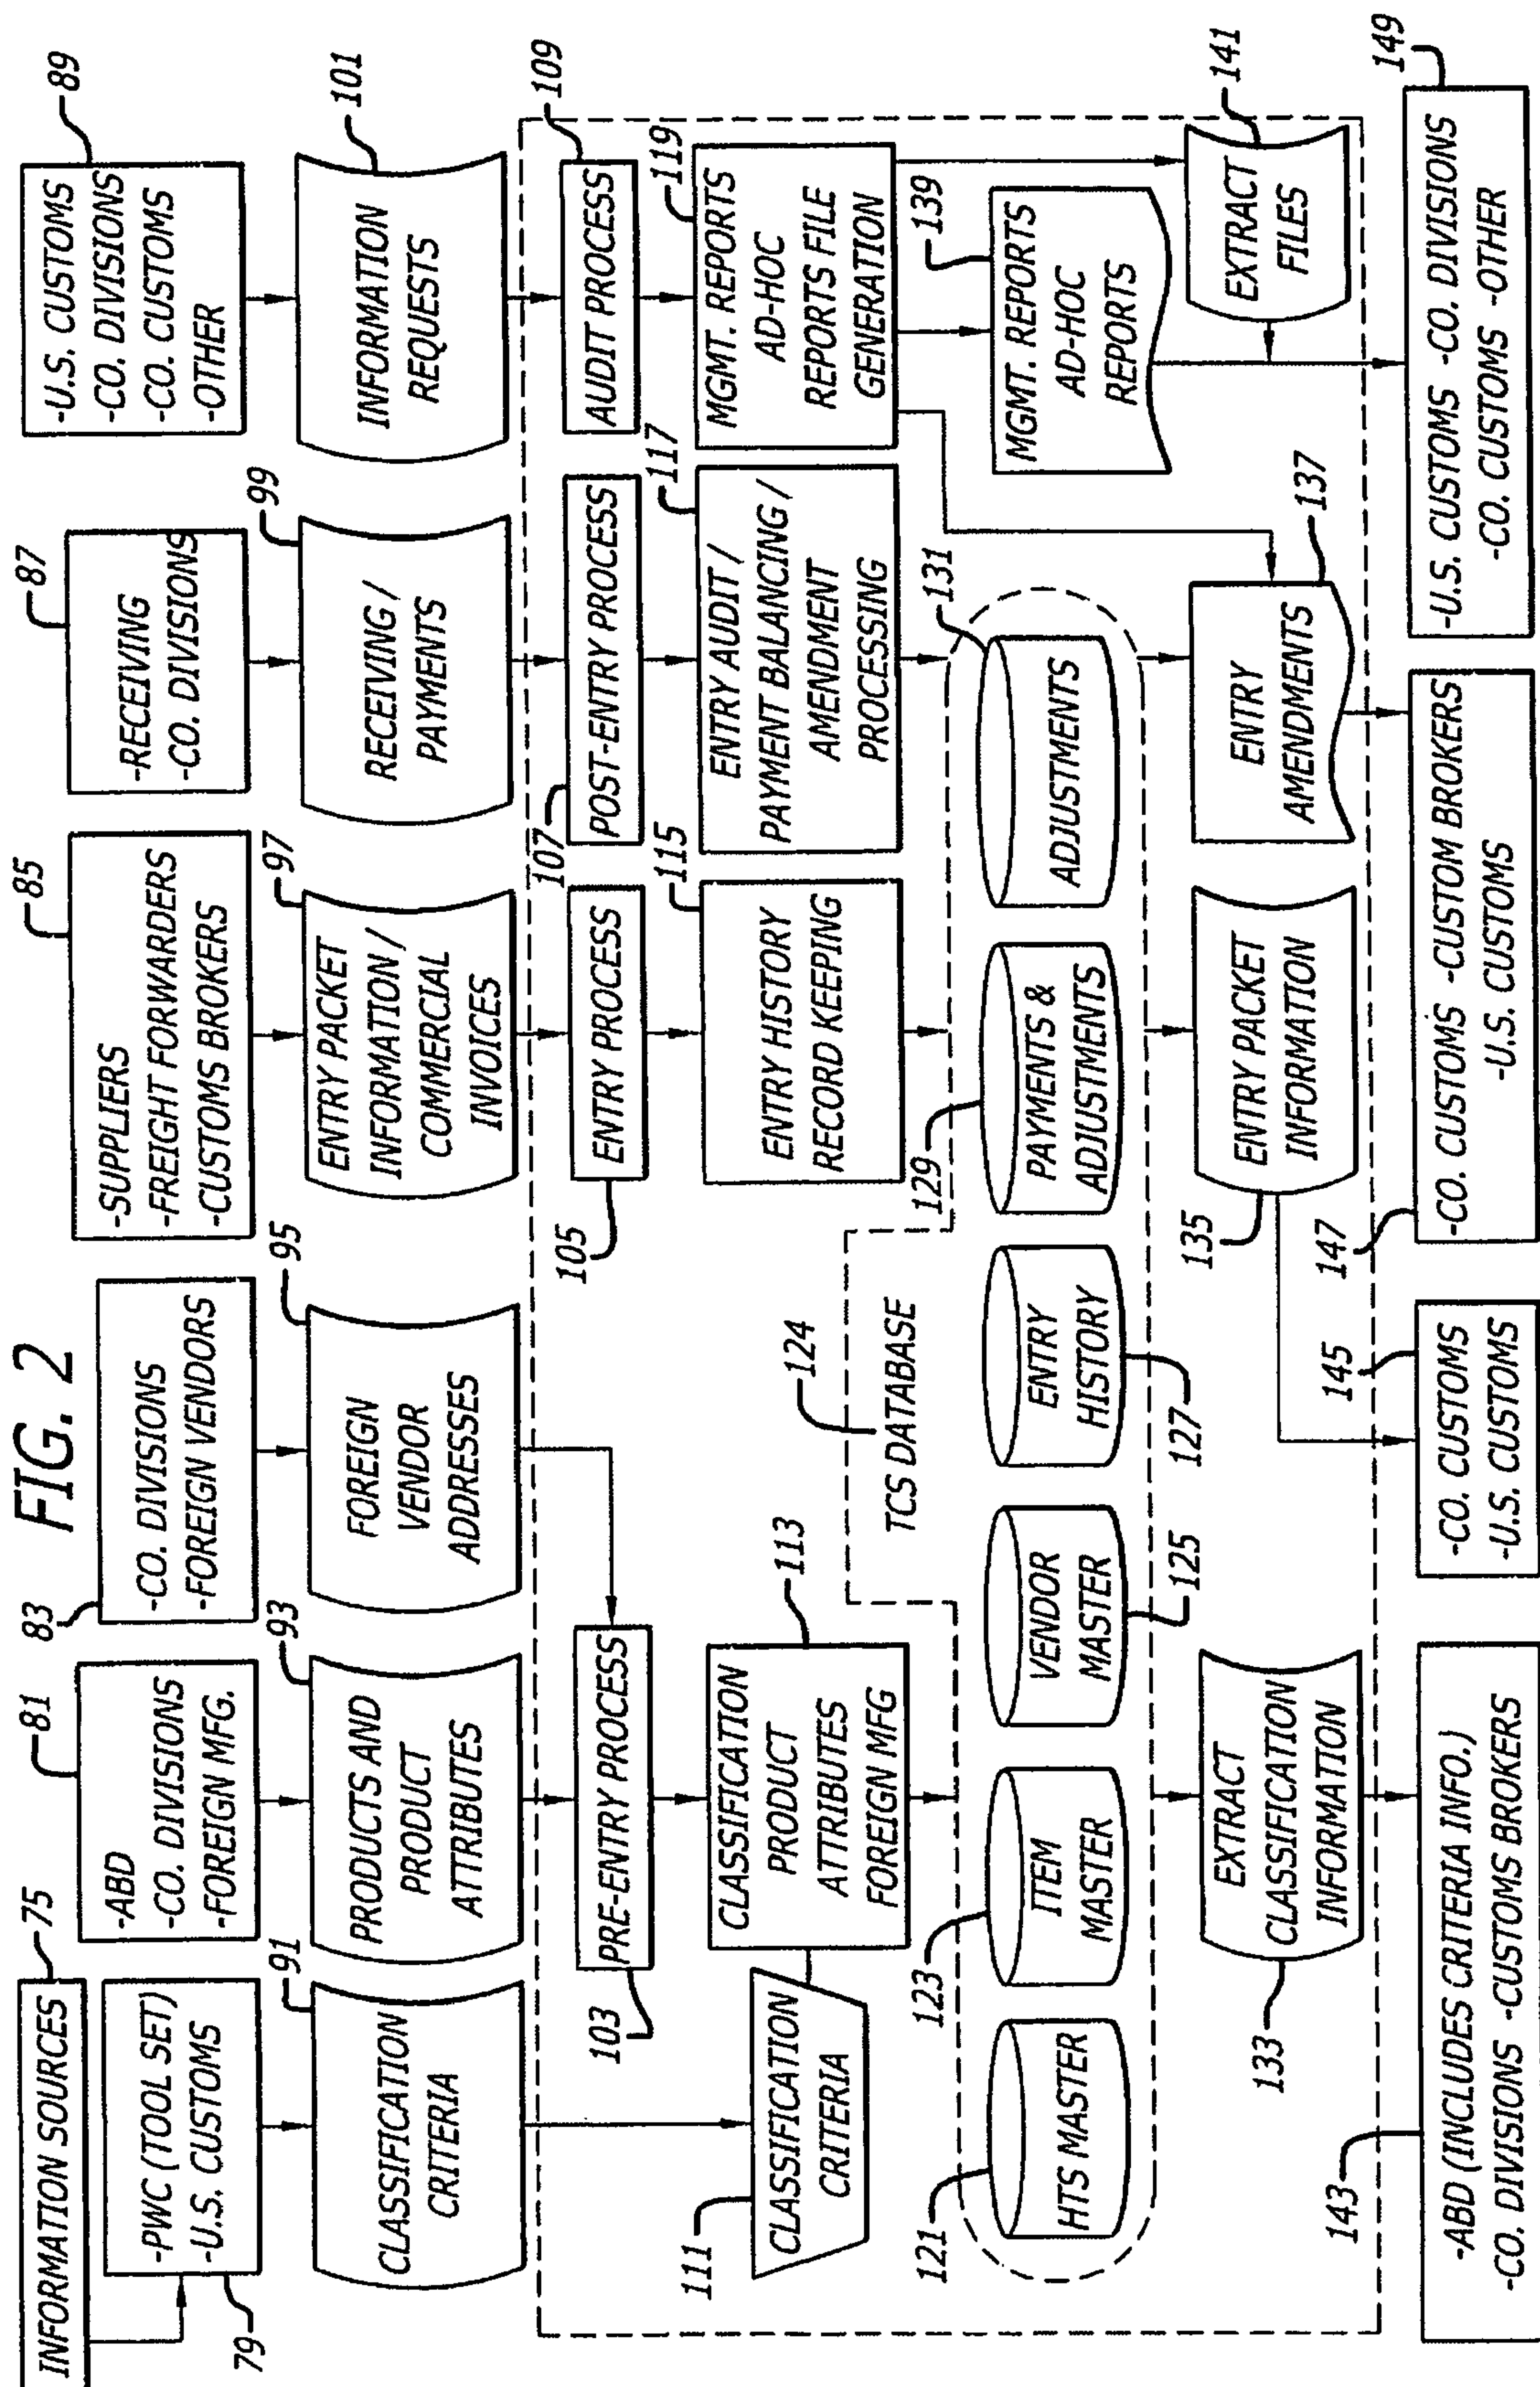 FIG. 2
INFORMATION SOURCES
75
-PWC (TOOL SET)
-U.S. CUSTOMS
79
-ABD
-CO. DIVISIONS
-FOREIGN MFG.
81
-CO. DIVISIONS
-FOREIGN VENDORS
83
-SUPPLIERS
-FREIGHT FORWARDERS
-CUSTOMS BROKERS
85
-RECEIVING
-CO. DIVISIONS
87
-U.S. CUSTOMS
-CO. DIVISIONS
-CO. CUSTOMS
-OTHER
89
CLASSIFICATION
CRITERIA
91
PRODUCTS AND
PRODUCT
ATTRIBUTES
93
FOREIGN
VENDOR
ADDRESSES
95
ENTRY PACKET
INFORMATION /
COMMERCIAL
INVOICES
97
RECEIVING /
PAYMENTS
99
INFORMATION
REQUESTS
101
PRE-ENTRY PROCESS
103
ENTRY PROCESS
105
POST-ENTRY PROCESS
107
AUDIT PROCESS
109
CLASSIFICATION
CRITERIA
111
CLASSIFICATION
PRODUCT
ATTRIBUTES
FOREIGN MFG
113
ENTRY HISTORY
RECORD KEEPING
115
ENTRY AUDIT /
PAYMENT BALANCING /
AMENDMENT
PROCESSING
117
MGMT. REPORTS
AD-HOC
REPORTS FILE
GENERATION
119
TCS DATABASE
124
HTS MASTER
121
ITEM
MASTER
123
VENDOR
MASTER
125
ENTRY
HISTORY
127
PAYMENTS &
ADJUSTMENTS
129
ADJUSTMENTS
131
MGMT. REPORTS
AD-HOC
REPORTS
139
EXTRACT
CLASSIFICATION
INFORMATION
133
ENTRY PACKET
INFORMATION
135
ENTRY
AMENDMENTS
137
EXTRACT
FILES
141
-ABD (INCLUDES CRITERIA INFO.)
-CO. DIVISIONS -CUSTOMS BROKERS
143
-CO. CUSTOMS
-U.S. CUSTOMS
145
-CO. CUSTOMS -CUSTOM BROKERS
-U.S. CUSTOMS
147
-U.S. CUSTOMS -CO. DIVISIONS
-CO. CUSTOMS -OTHER
149